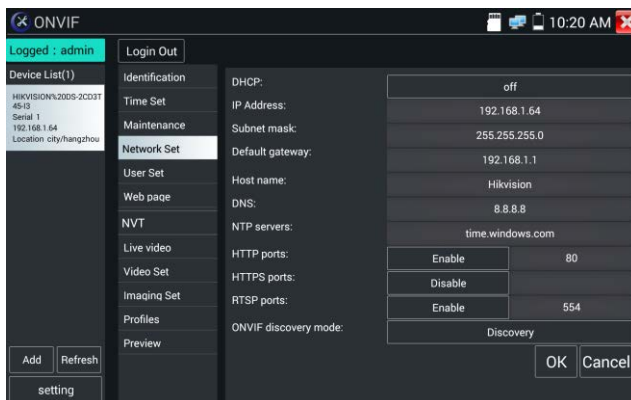 ONVIF
10:20 AM
Logged : admin
Login Out
Device List(1)
HIKVISION%20DS-2CD3T
45-I3
Serial 1
192.168.1.64
Location city/hangzhou
Add
Refresh
setting
Identification
Time Set
Maintenance
Network Set
User Set
Web page
NVT
Live video
Video Set
Imaging Set
Profiles
Preview
DHCP:
off
IP Address:
192.168.1.64
Subnet mask:
255.255.255.0
Default gateway:
192.168.1.1
Host name:
Hikvision
DNS:
8.8.8.8
NTP servers:
time.windows.com
HTTP ports:
Enable
80
HTTPS ports:
Disable
RTSP ports:
Enable
554
ONVIF discovery mode:
Discovery
OK
Cancel